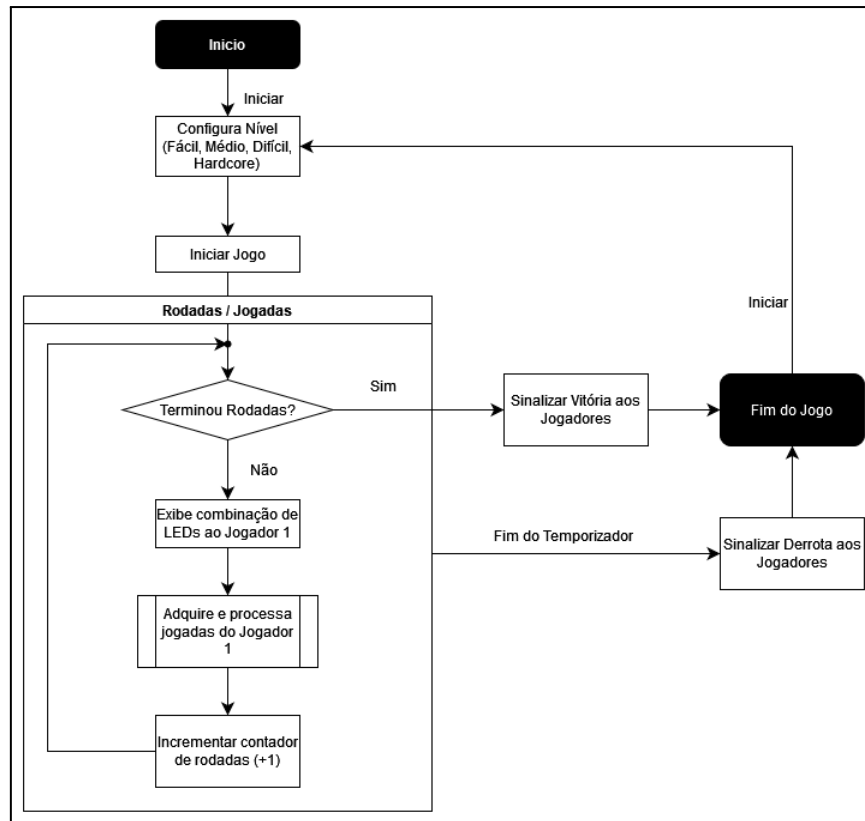 Inicio
Iniciar
Configura Nível
(Fácil, Médio, Difícil,
Hardcore)
Iniciar Jogo
Iniciar
Rodadas / Jogadas
Terminou Rodadas?
Sim
Sinalizar Vitória aos
Jogadores
Fim do Jogo
Não
Exibe combinação de
LEDs ao Jogador 1
Fim do Temporizador
Sinalizar Derrota aos
Jogadores
Adquire e processa
jogadas do Jogador
1
Incrementar contador
de rodadas (+1)